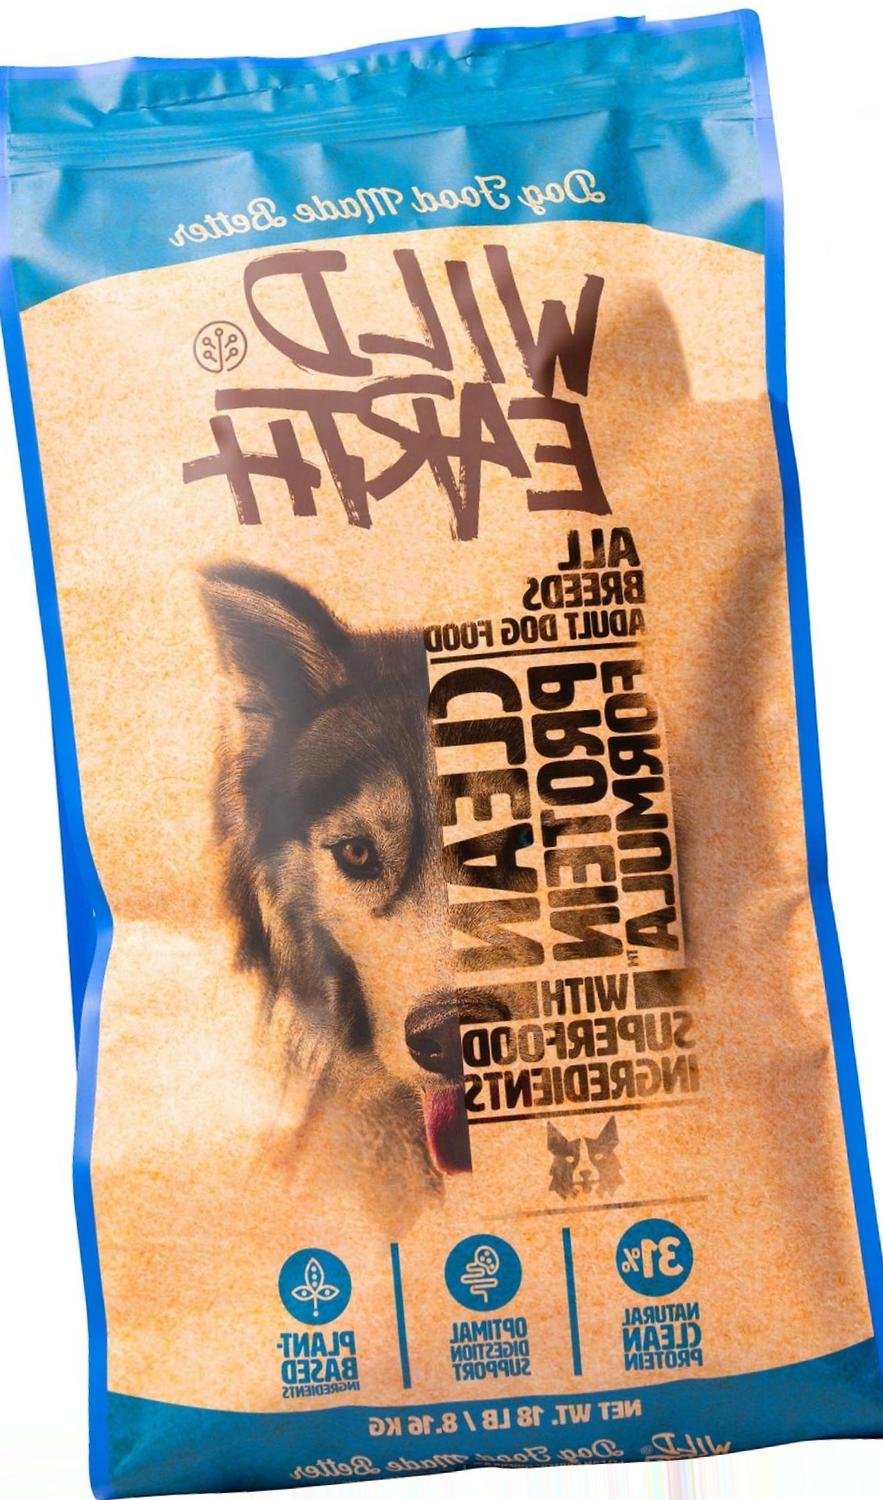 Dog Food Made Better
WILD
EARTH
ALL
BREEDS
ADULT DOG FOOD
CLEAN
PROTEIN
FORMULA™
WITH
SUPERFOOD
INGREDIENTS
31%
NATURAL
CLEAN
PROTEIN
OPTIMAL
DIGESTION
SUPPORT
PLANT-
BASED
INGREDIENTS
NET WT. 18 LB / 8.16 KG
WILD Dog Food Made Better